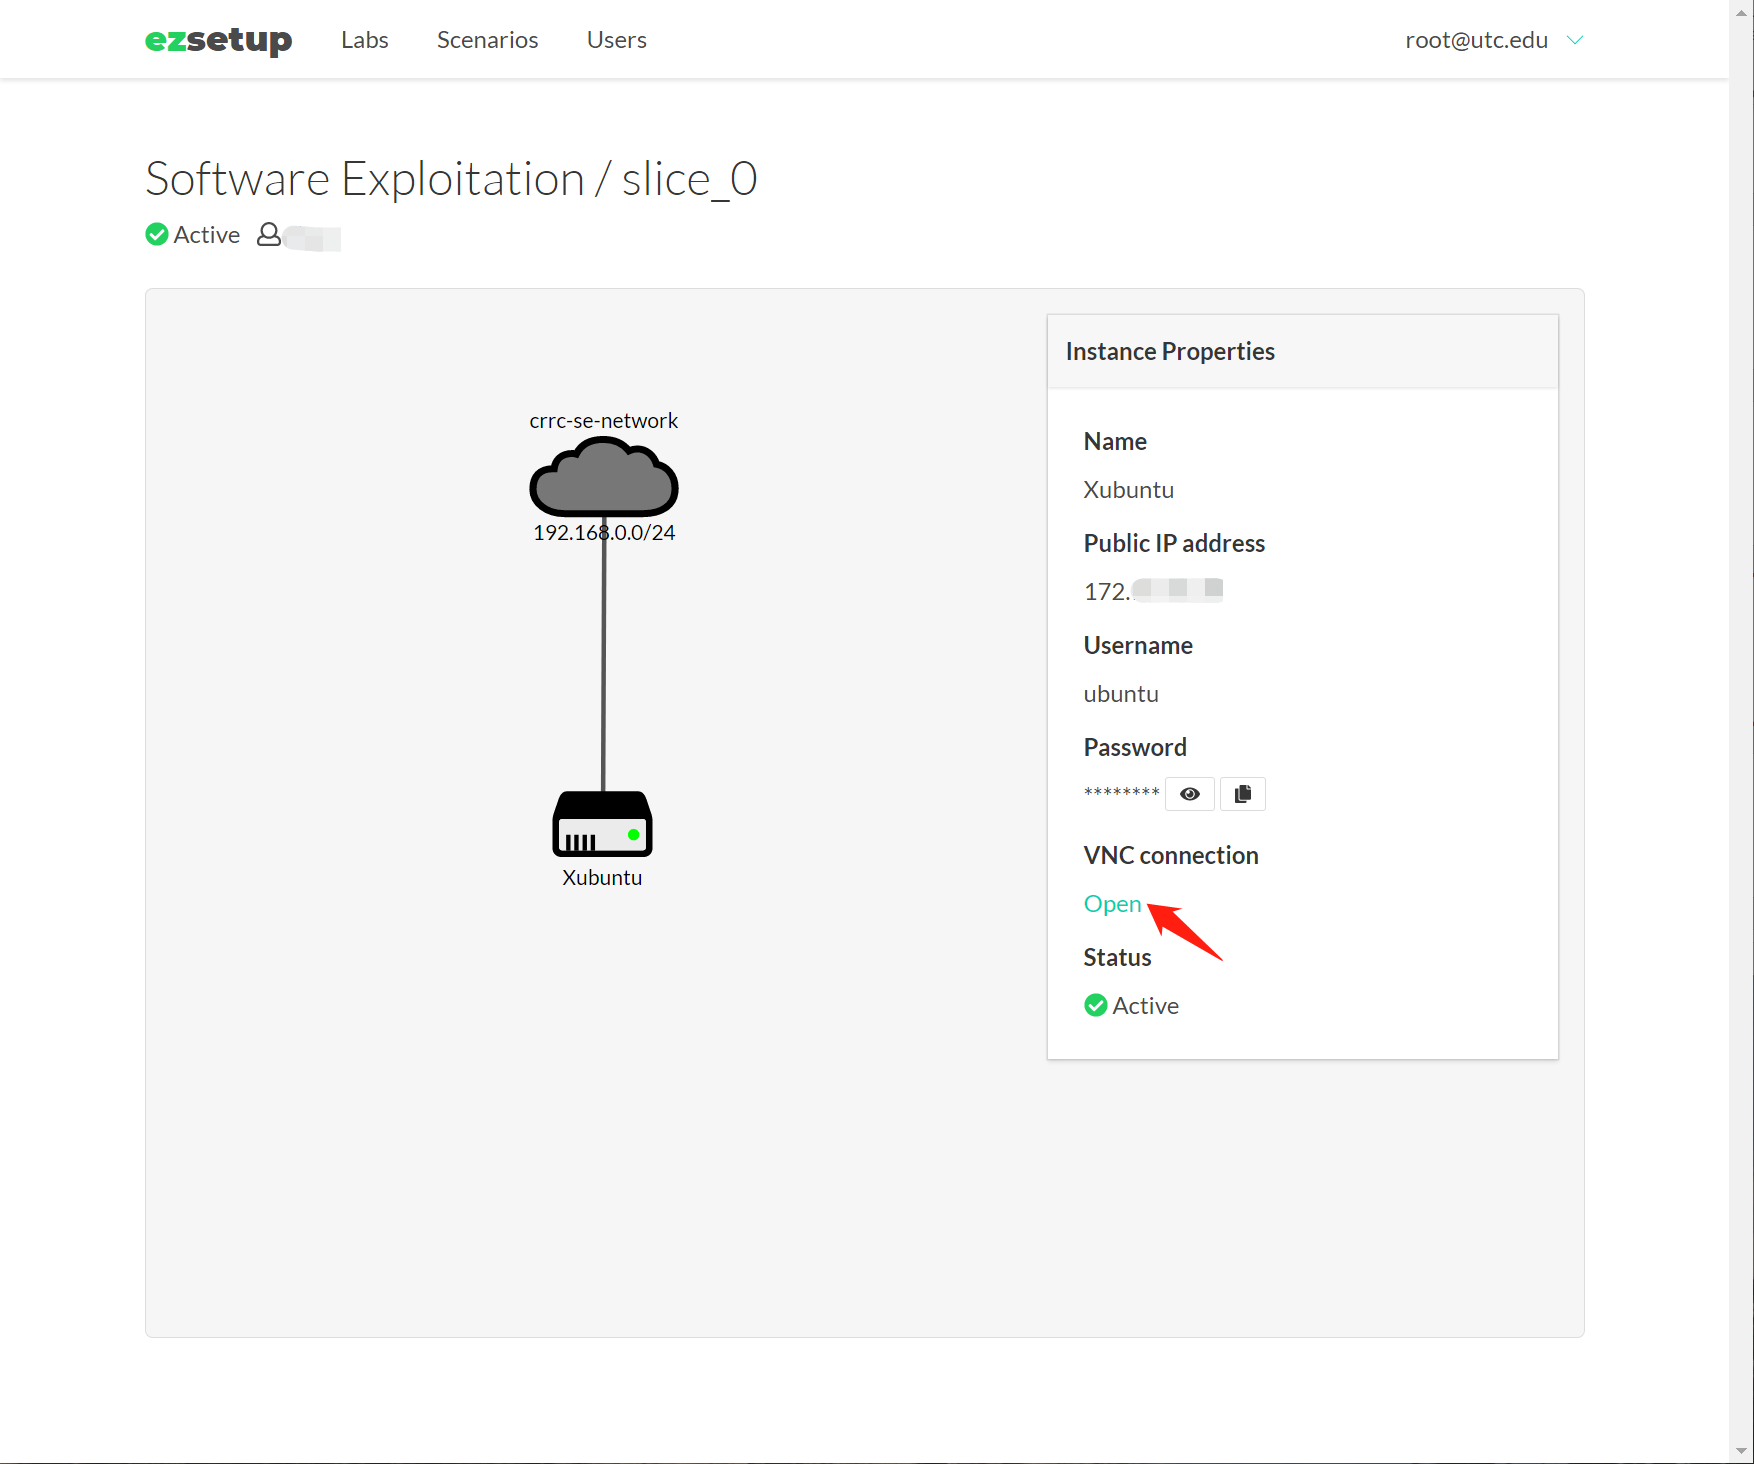 ezsetup Labs Scenarios Users root@utc.edu
Software Exploitation / slice_0
Active
crrc-se-network
192.168.0.0/24
Xubuntu
Instance Properties
Name
Xubuntu
Public IP address
172.
Username
ubuntu
Password
********
VNC connection
Open
Status
Active